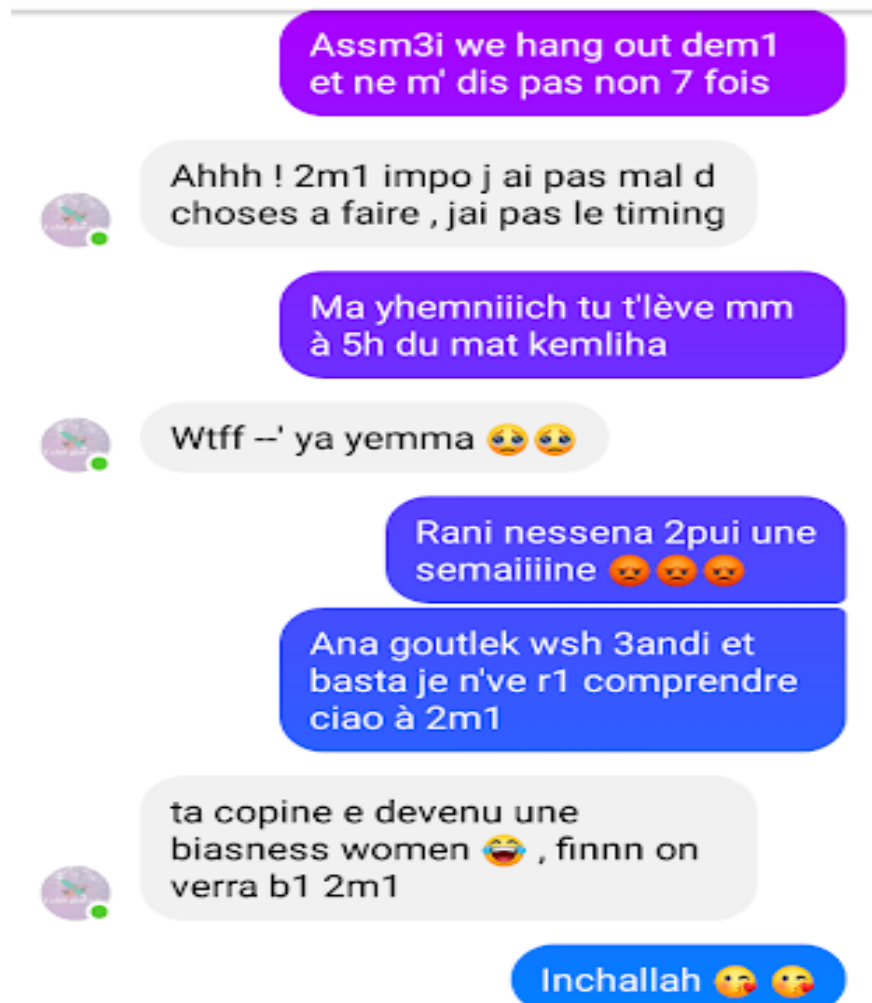 Assm3i we hang out dem1
et ne m' dis pas non 7 fois
Ahhh ! 2m1 impo j ai pas mal d
choses a faire , jai pas le timing
Ma yhemniiich tu t'lève mm
à 5h du mat kemliha
Wtff --' ya yemma 🥺🥺
Rani nessena 2pui une
semaiiiine 😡😡😡
Ana goutlek wsh 3andi et
basta je n've r1 comprendre
ciao à 2m1
ta copine e devenu une
biasness women 😂 , finnn on
verra b1 2m1
Inchallah 😘 😘